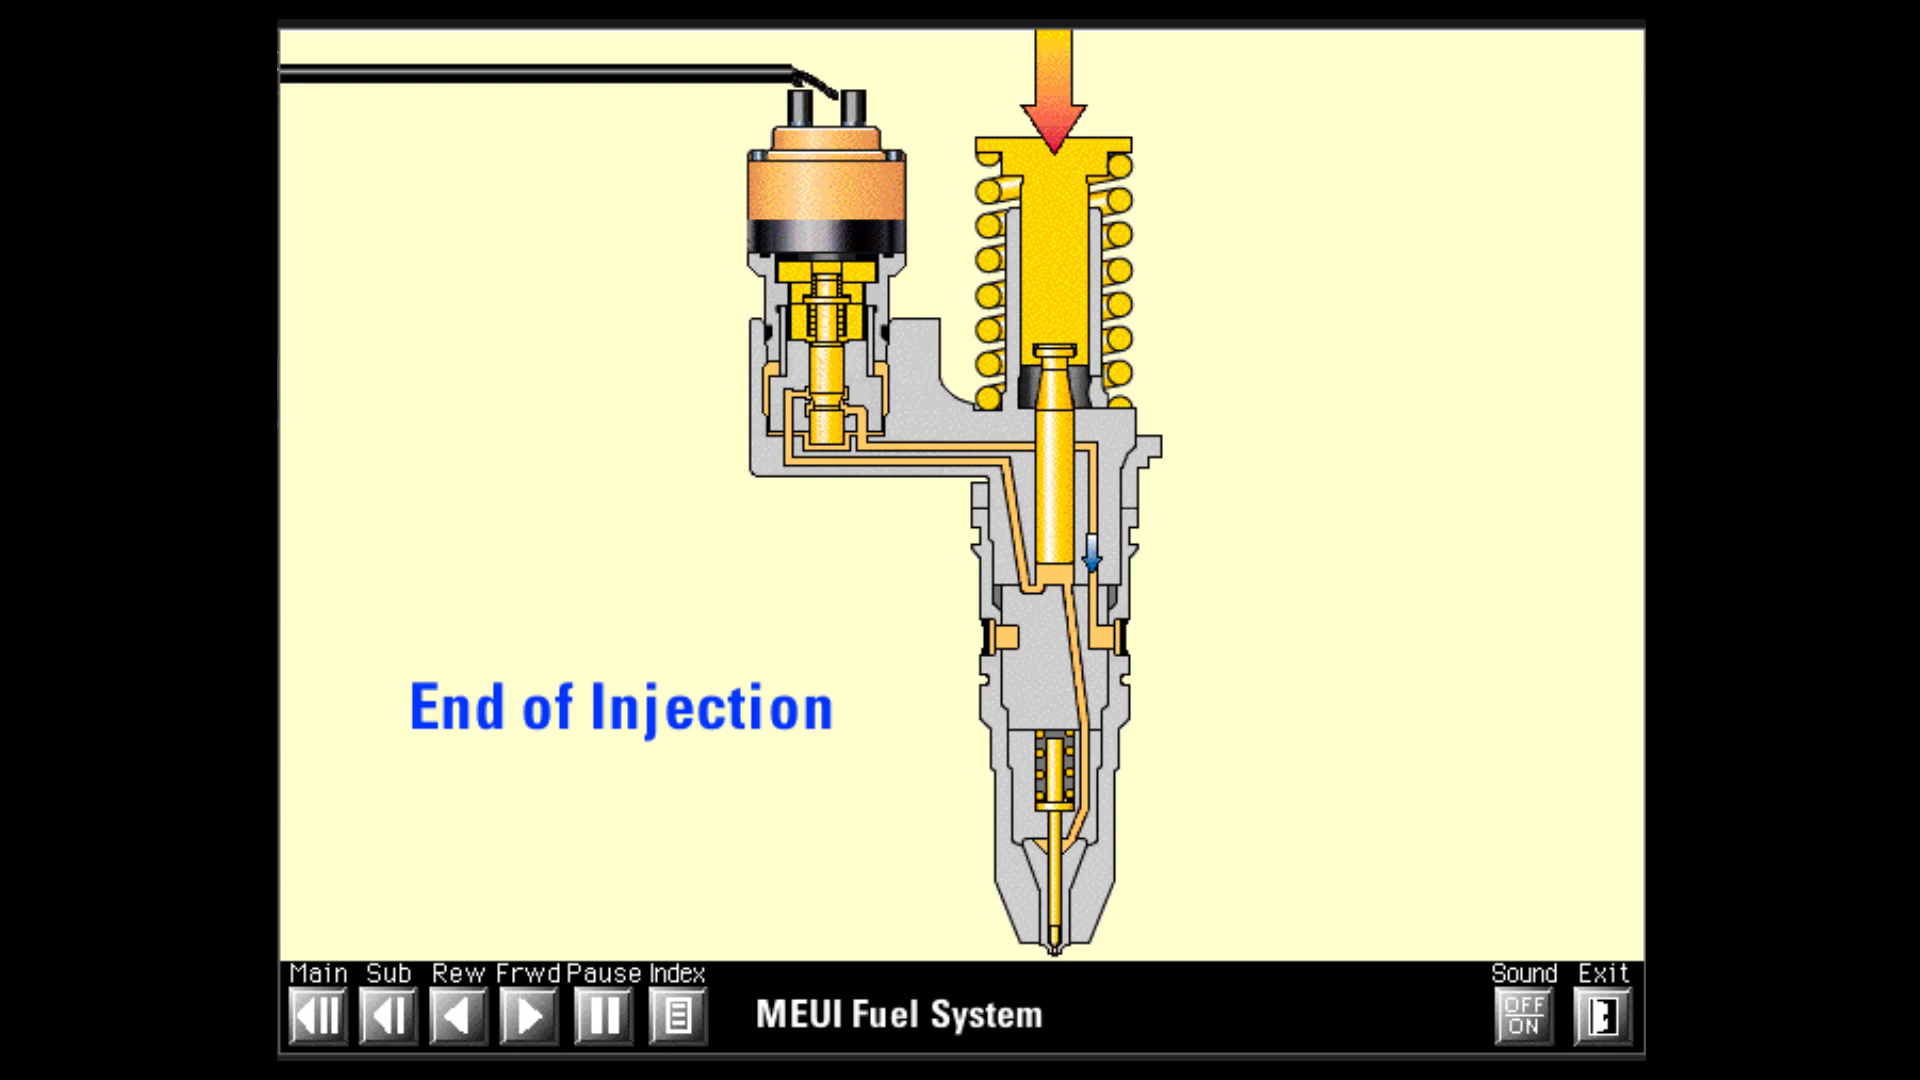 End of Injection
Main Sub Rew Frwd Pause Index
MEUI Fuel System
Sound Exit
OFF
ON